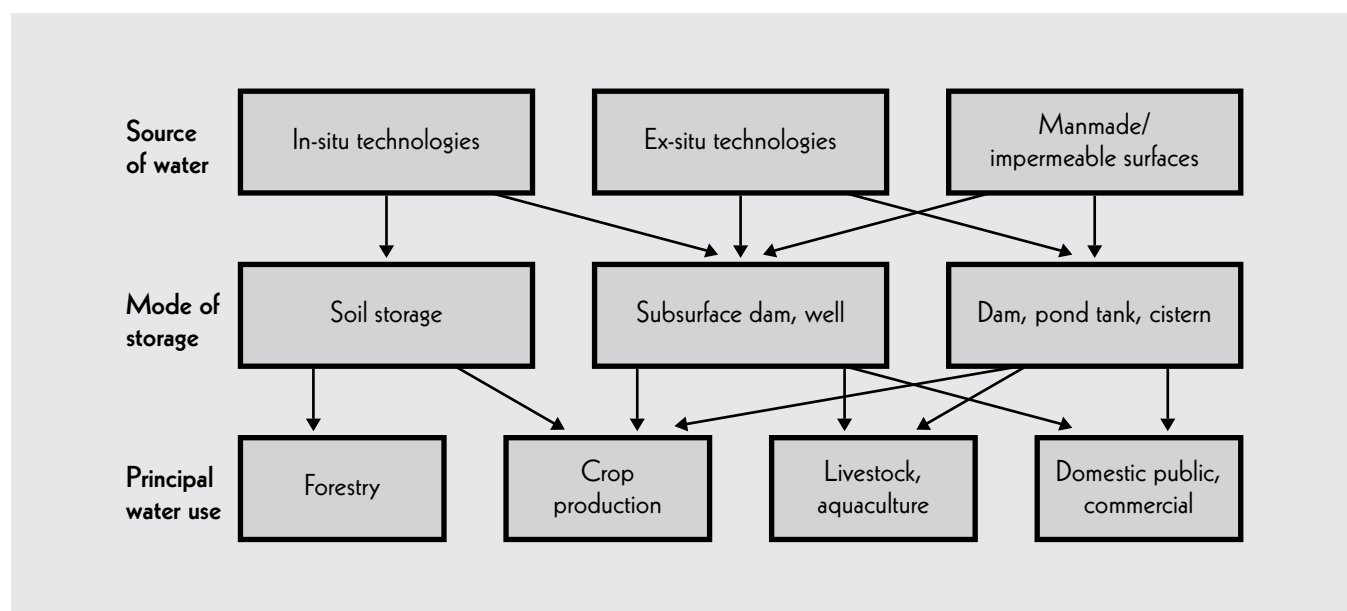 Source
of water
In-situ technologies
Ex-situ technologies
Manmade/
impermeable surfaces
Mode of
storage
Soil storage
Subsurface dam, well
Dam, pond tank, cistern
Principal
water use
Forestry
Crop
production
Livestock,
aquaculture
Domestic public,
commercial